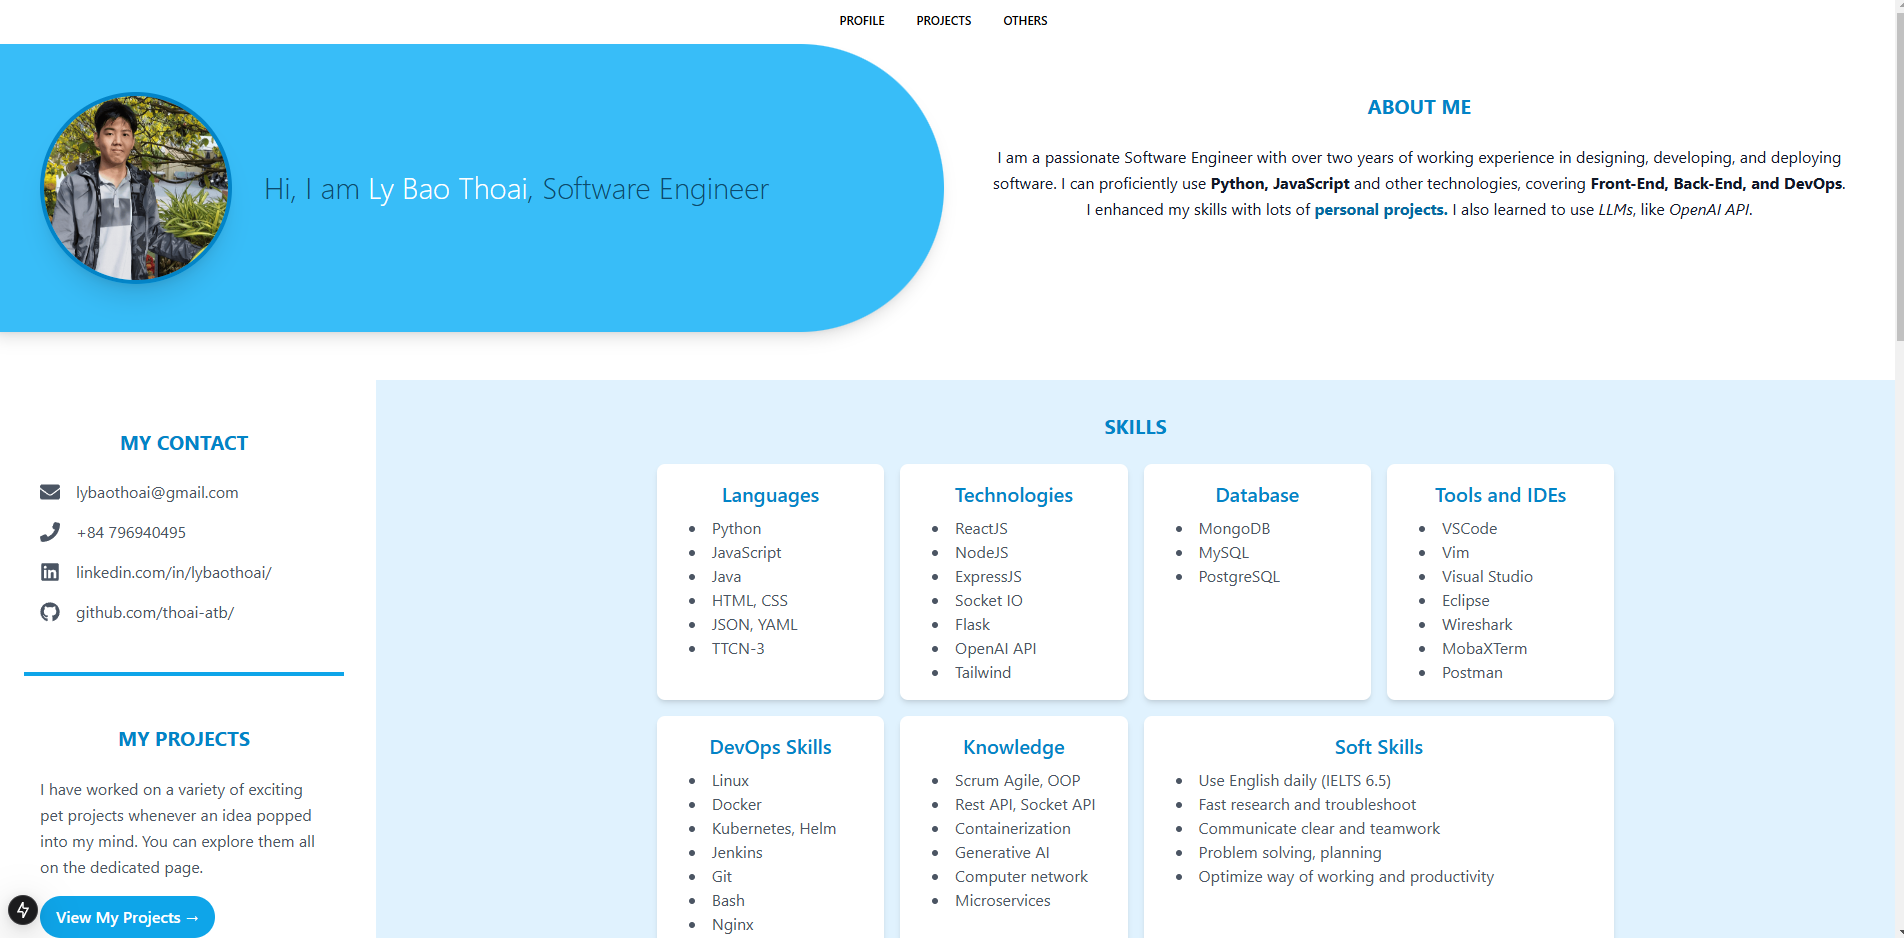 PROFILE PROJECTS OTHERS
Hi, I am Ly Bao Thoai, Software Engineer
ABOUT ME
I am a passionate Software Engineer with over two years of working experience in designing, developing, and deploying
software. I can proficiently use Python, JavaScript and other technologies, covering Front-End, Back-End, and DevOps.
I enhanced my skills with lots of personal projects. I also learned to use LLMs, like OpenAI API.
MY CONTACT
lybaothoai@gmail.com
+84 796940495
linkedin.com/in/lybaothoai/
github.com/thoai-atb/
MY PROJECTS
I have worked on a variety of exciting
pet projects whenever an idea popped
into my mind. You can explore them all
on the dedicated page.
View My Projects →
SKILLS
Languages
Python
JavaScript
Java
HTML, CSS
JSON, YAML
TTCN-3
Technologies
ReactJS
NodeJS
ExpressJS
Socket IO
Flask
OpenAI API
Tailwind
Database
MongoDB
MySQL
PostgreSQL
Tools and IDEs
VSCode
Vim
Visual Studio
Eclipse
Wireshark
MobaXTerm
Postman
DevOps Skills
Linux
Docker
Kubernetes, Helm
Jenkins
Git
Bash
Nginx
Knowledge
Scrum Agile, OOP
Rest API, Socket API
Containerization
Generative AI
Computer network
Microservices
Soft Skills
Use English daily (IELTS 6.5)
Fast research and troubleshoot
Communicate clear and teamwork
Problem solving, planning
Optimize way of working and productivity